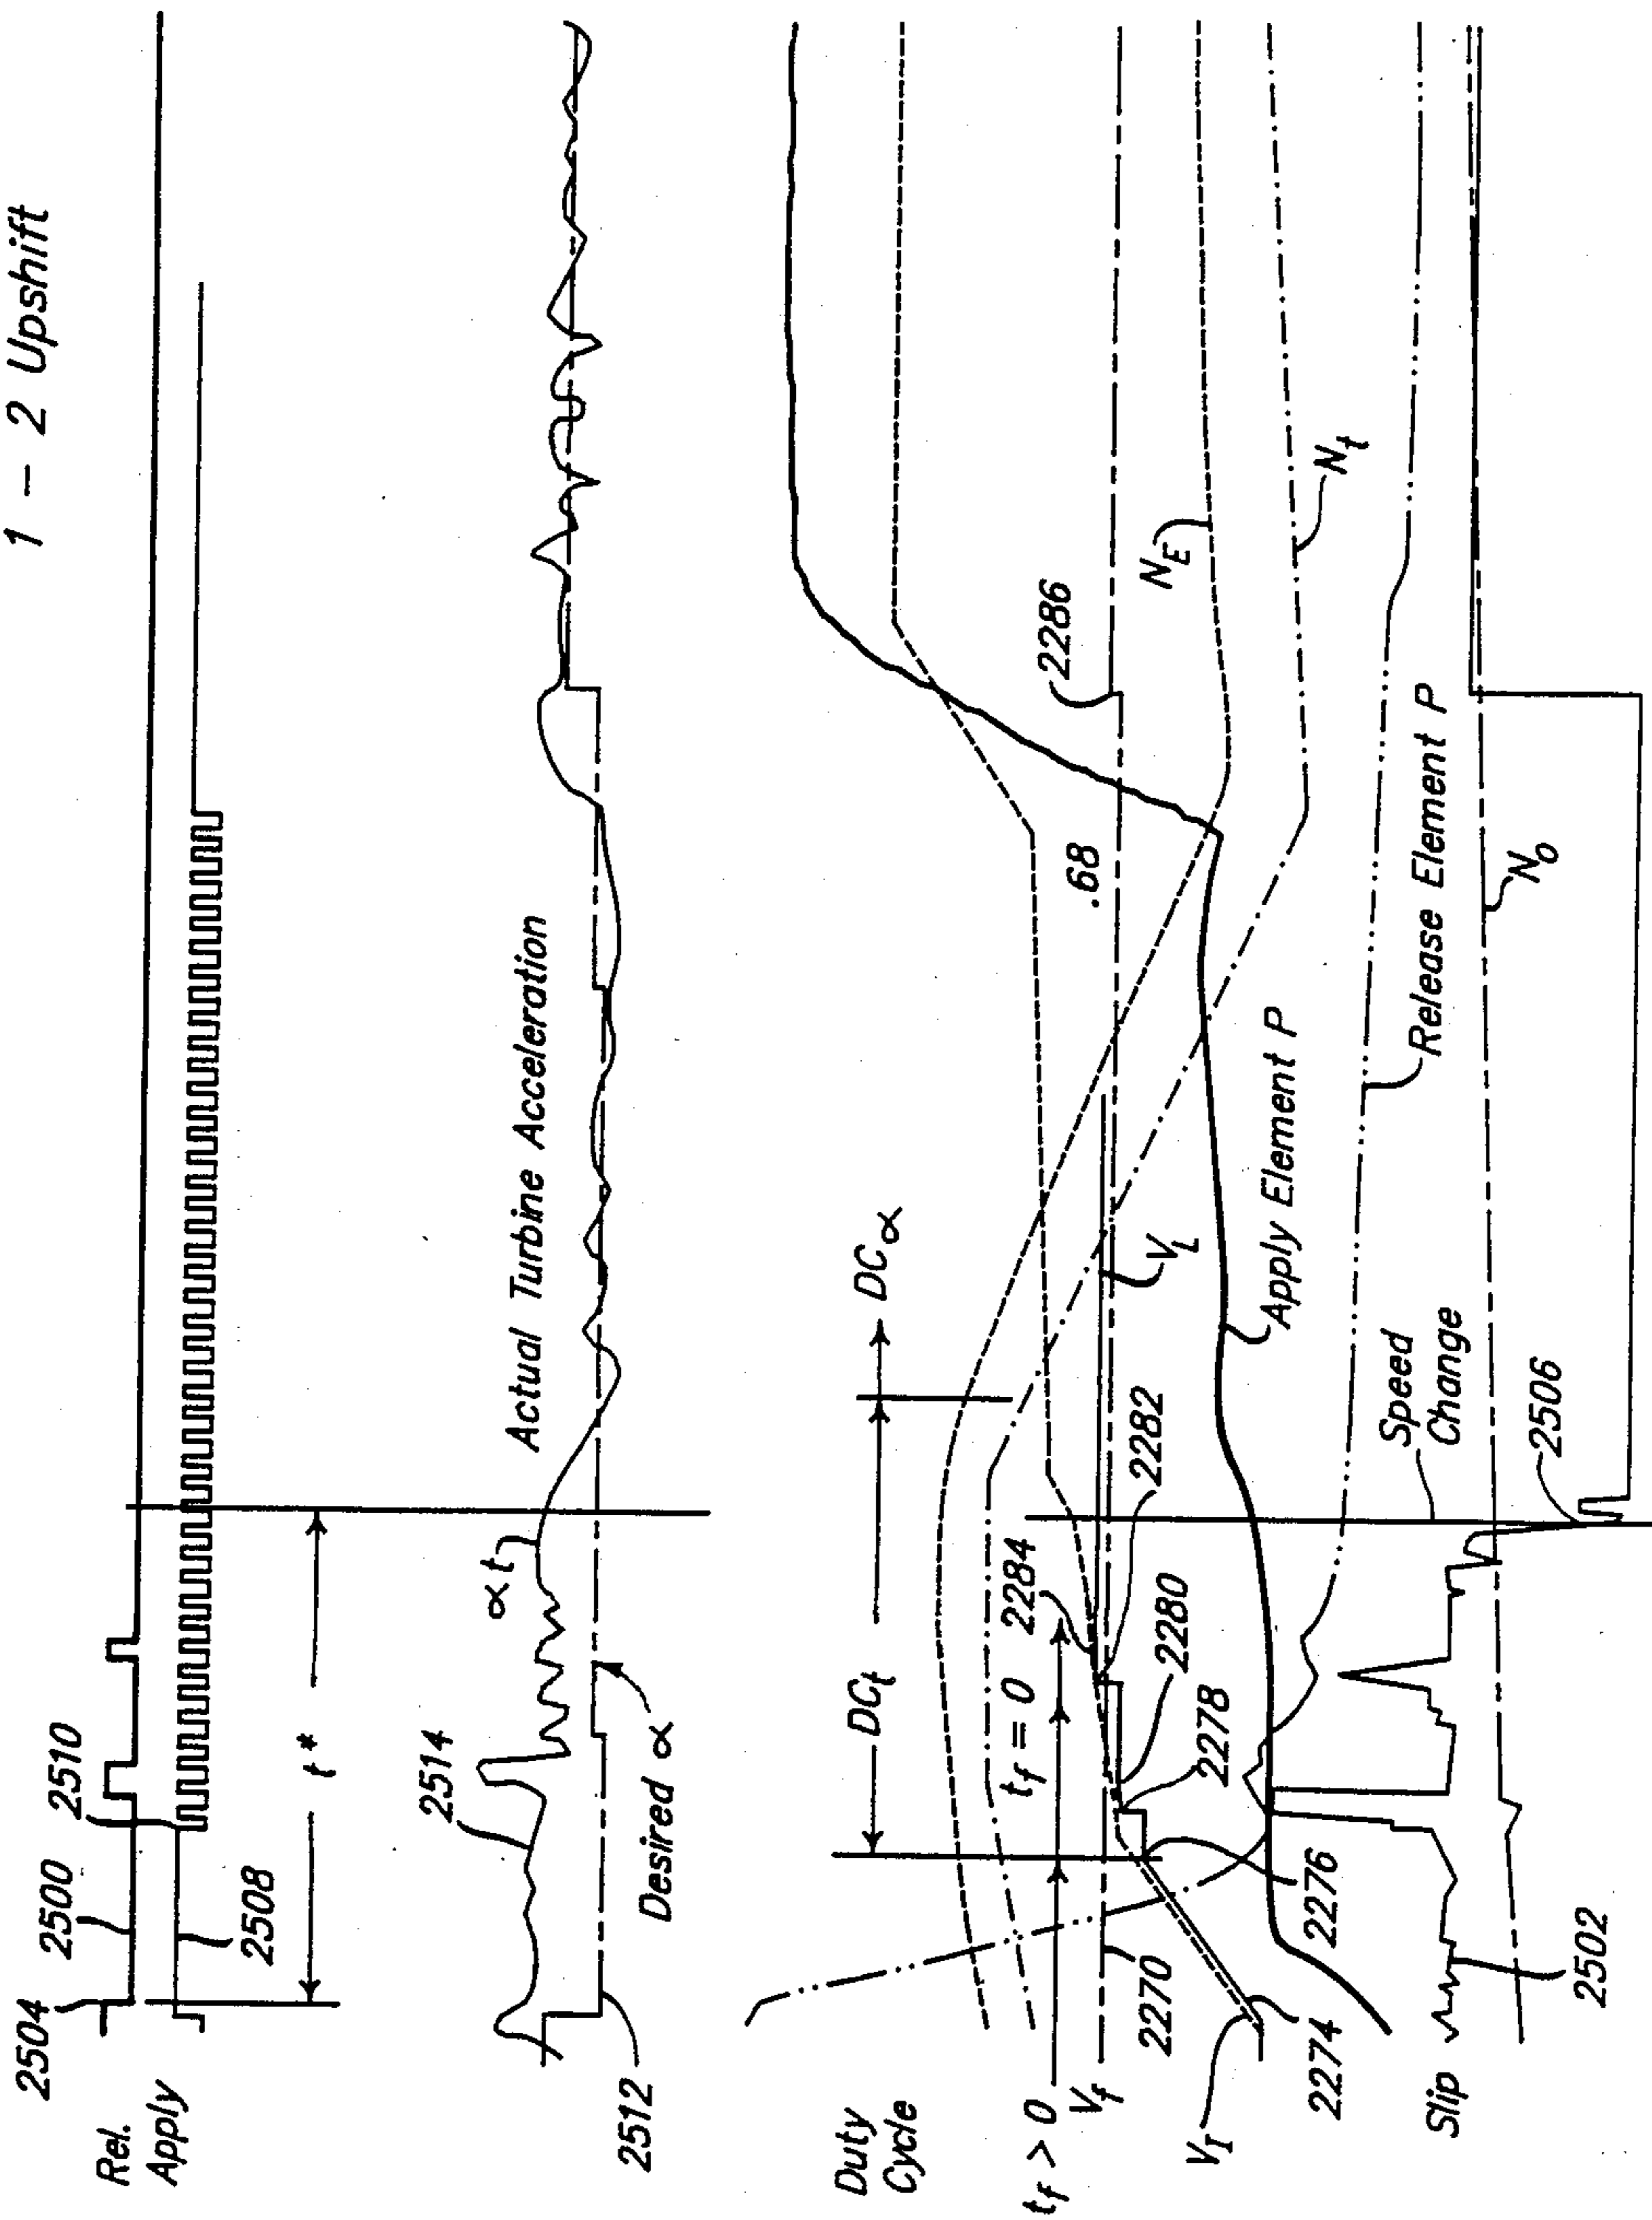 1 - 2 Upshift
2504
2500
2510
Rel.
Apply
2508
t*
2514
αt
Actual Turbine Acceleration
2512
Desired α
Duty
Cycle
DCt
DCα
tf > 0
tf = 0
2284
2286
.68
Vf
2270
2282
2280
2278
2276
VI
2274
VL
NE
Nt
Apply Element P
Release Element P
Speed
Change
Slip
2502
2506
No